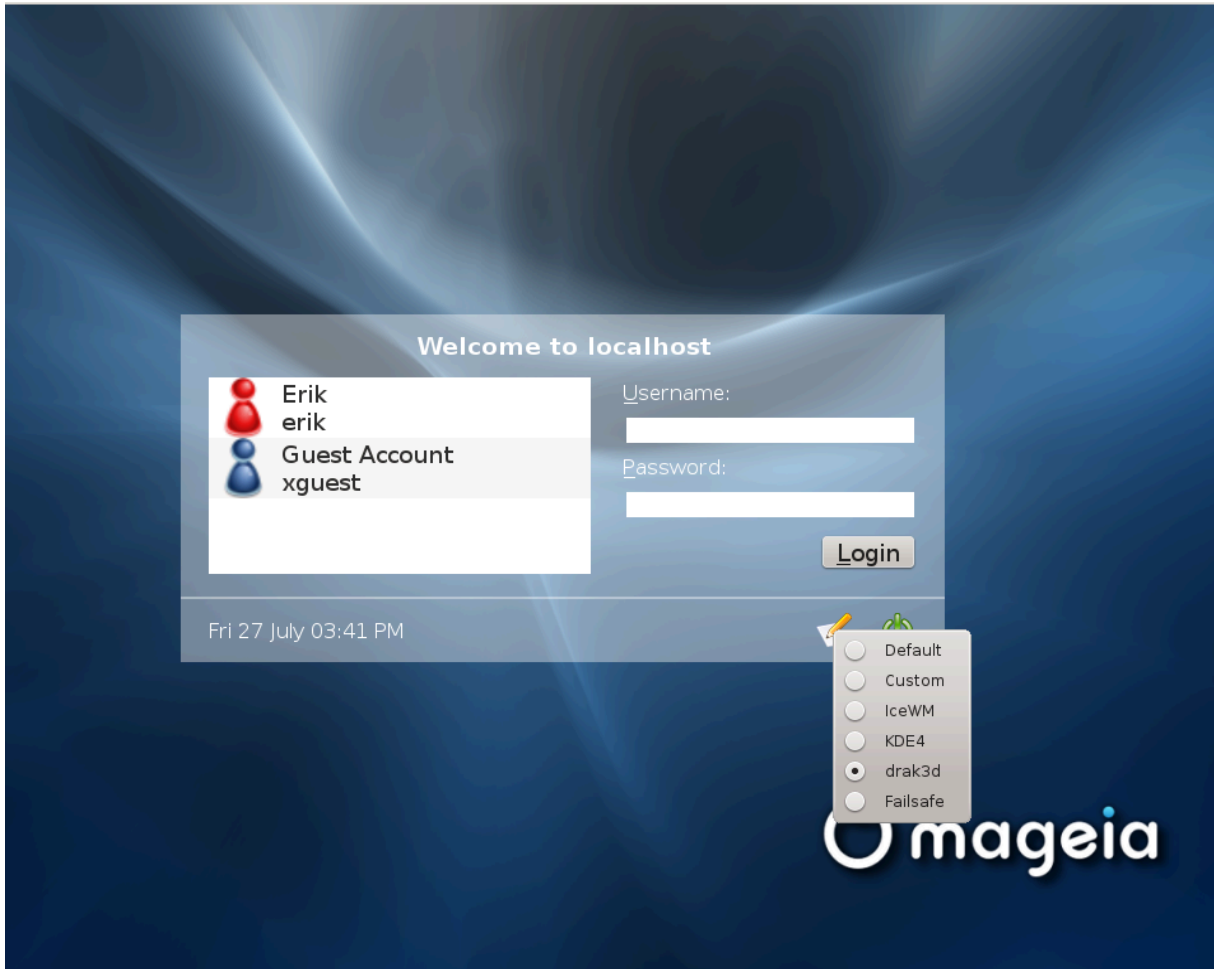 Welcome to localhost
Erik
erik
Guest Account
xguest
Username:
Password:
Login
Fri 27 July 03:41 PM
Default
Custom
IceWM
KDE4
drak3d
Failsafe
mageia